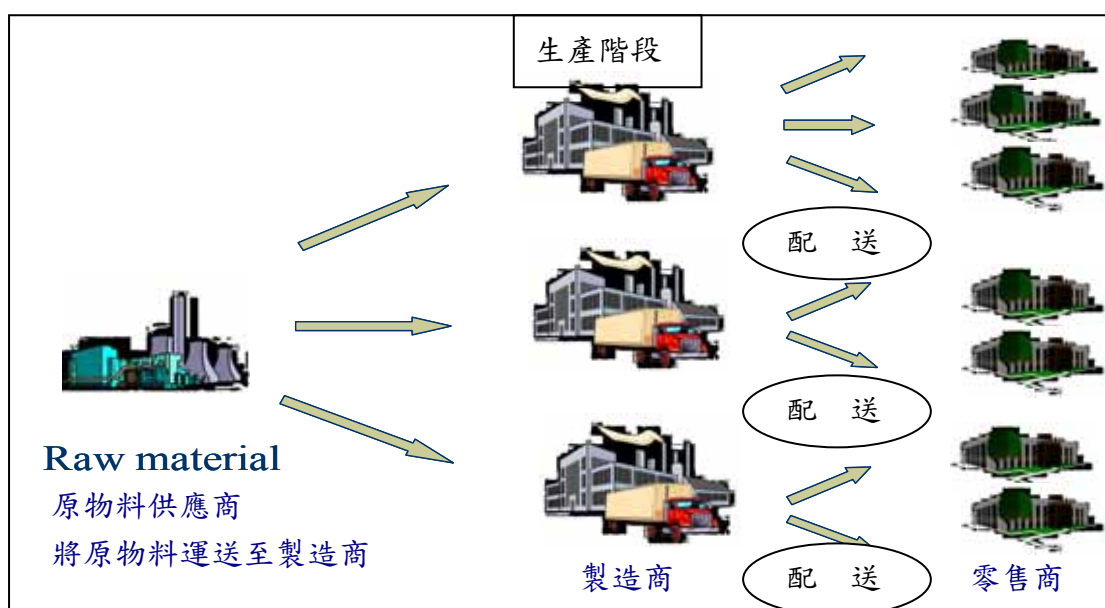 生產階段
配 送
配 送
Raw material
原物料供應商
將原物料運送至製造商
製造商
配 送
零售商